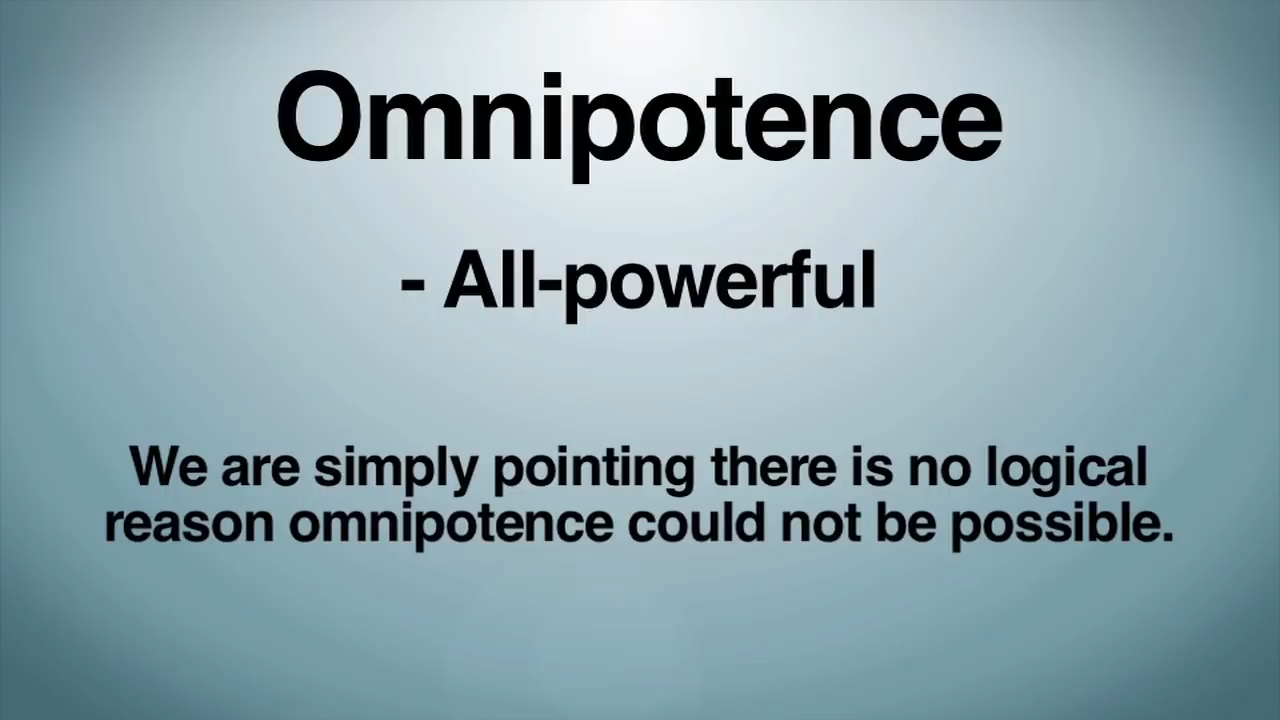 Omnipotence
- All-powerful
We are simply pointing there is no logical
reason omnipotence could not be possible.